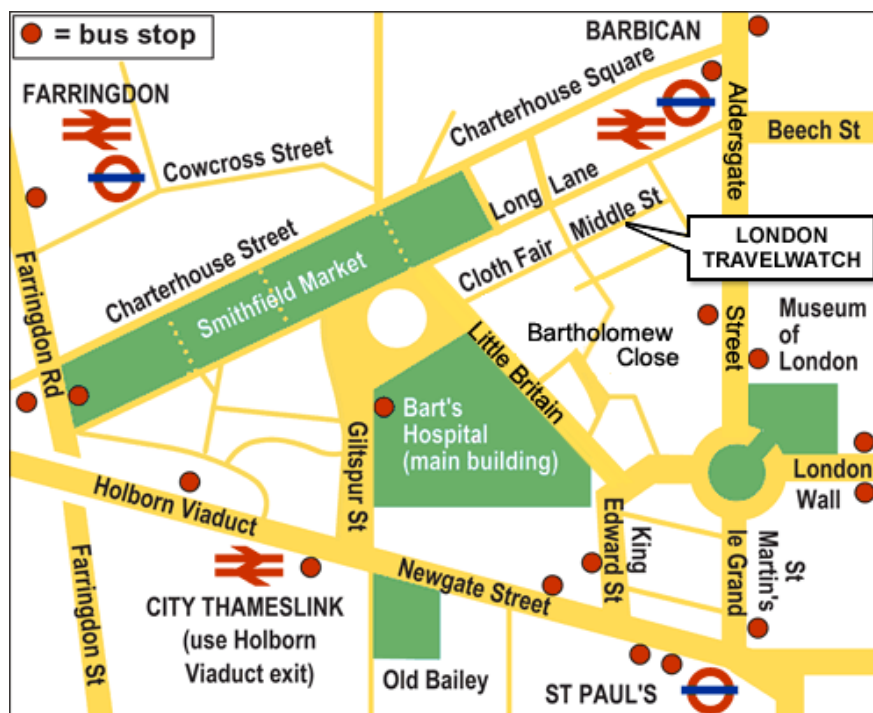 = bus stop
BARBICAN
FARRINGDON
Charterhouse Square
Aldersgate
Beech St
Cowcross Street
Long Lane
Middle St
LONDON
TRAVELWATCH
Charterhouse Street
Cloth Fair
Smithfield Market
Farringdon Rd
Street
Museum
of
London
Bartholomew
Close
Little Britain
Bart's
Hospital
(main building)
Giltspur St
London
Wall
Holborn Viaduct
King
Edward St
St
Martin's
le Grand
Newgate Street
Farringdon St
CITY THAMESLINK
(use Holborn
Viaduct exit)
Old Bailey
ST PAUL'S